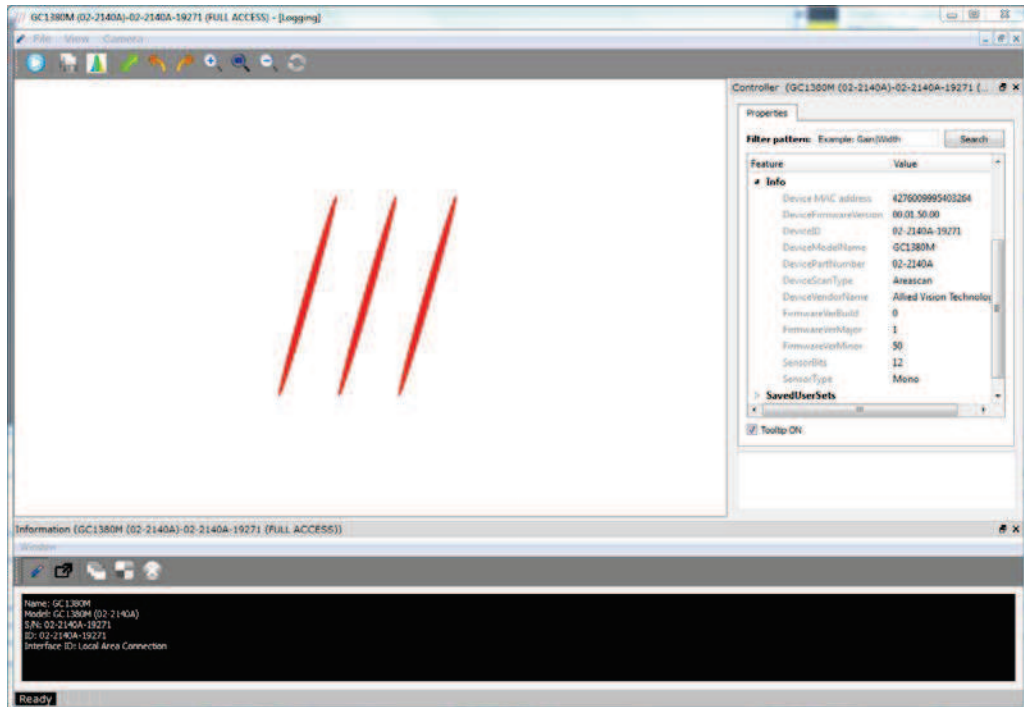 GC1380M (02-2140A)-02-2140A-19271 (FULL ACCESS) - [Logging]
File View Camera
Controller (GC1380M (02-2140A)-02-2140A-19271 (...
Properties
Filter pattern: Example: Gain|Width Search
Feature Value
Info
Device MAC address 4276009995403264
DeviceFirmwareVersion 00.01.50.00
DeviceID 02-2140A-19271
DeviceModelName GC1380M
DevicePartNumber 02-2140A
DeviceScanType Areascan
DeviceVendorName Allied Vision Technolog
FirmwareVerBuild 0
FirmwareVerMajor 1
FirmwareVerMinor 50
SensorBits 12
SensorType Mono
SavedUserSets
Tooltip ON
Information (GC1380M (02-2140A)-02-2140A-19271 (FULL ACCESS))
Window
Name: GC1380M
Model: GC1380M (02-2140A)
S/N: 02-2140A-19271
ID: 02-2140A-19271
Interface ID: Local Area Connection
Ready